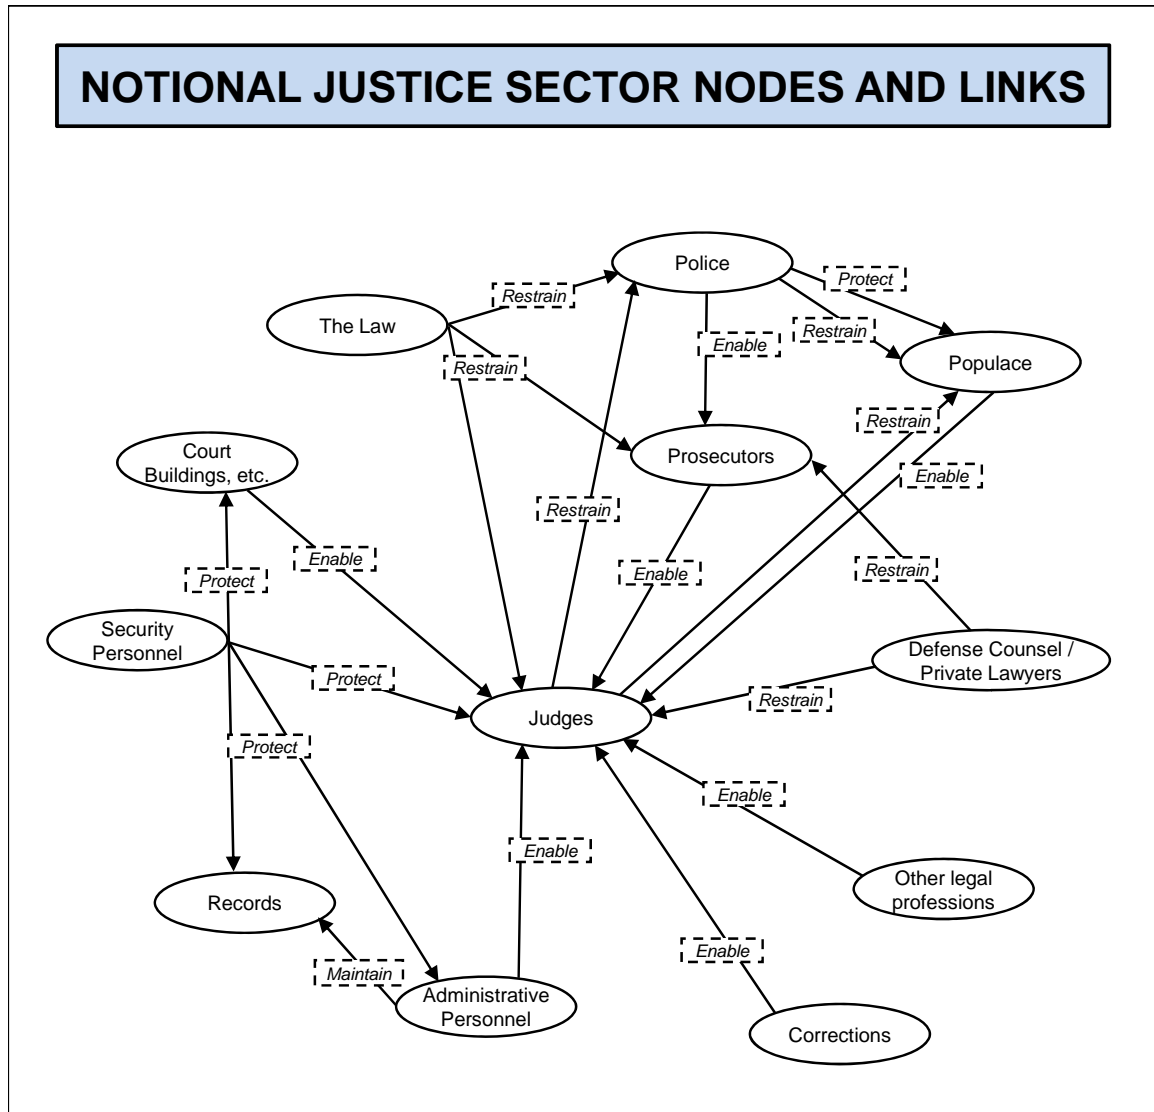 NOTIONAL JUSTICE SECTOR NODES AND LINKS
Police
Protect
Restrain
The Law
Restrain
Enable
Populace
Restrain
Restrain
Court
Buildings, etc.
Prosecutors
Enable
Restrain
Enable
Enable
Restrain
Protect
Security
Personnel
Defense Counsel /
Private Lawyers
Protect
Restrain
Judges
Protect
Enable
Enable
Other legal
professions
Records
Enable
Maintain
Administrative
Personnel
Corrections